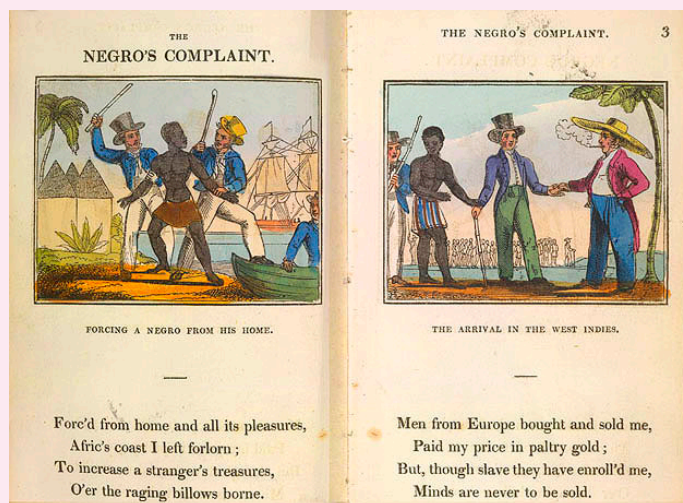 THE
NEGRO'S COMPLAINT.
FORCING A NEGRO FROM HIS HOME.
Forc'd from home and all its pleasures,
Afric's coast I left forlorn;
To increase a stranger's treasures,
O'er the raging billows borne.
THE NEGRO'S COMPLAINT. 3
THE ARRIVAL IN THE WEST INDIES.
Men from Europe bought and sold me,
Paid my price in paltry gold;
But, though slave they have enroll'd me,
Minds are never to be sold.